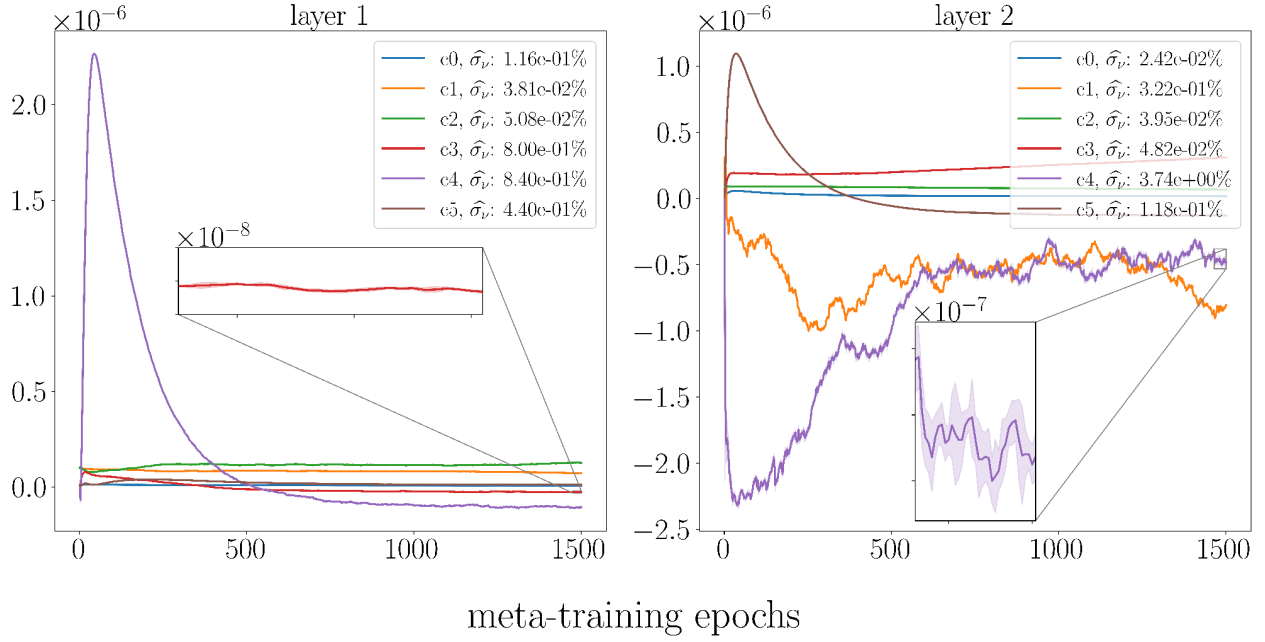 ×10⁻⁶ layer 1
c0, σ̂ᵥ: 1.16e-01%
c1, σ̂ᵥ: 3.81e-02%
c2, σ̂ᵥ: 5.08e-02%
c3, σ̂ᵥ: 8.00e-01%
c4, σ̂ᵥ: 8.40e-01%
c5, σ̂ᵥ: 4.40e-01%
×10⁻⁸
2.0
1.5
1.0
0.5
0.0
0 500 1000 1500
×10⁻⁶ layer 2
c0, σ̂ᵥ: 2.42e-02%
c1, σ̂ᵥ: 3.22e-01%
c2, σ̂ᵥ: 3.95e-02%
c3, σ̂ᵥ: 4.82e-02%
c4, σ̂ᵥ: 3.74e+00%
c5, σ̂ᵥ: 1.18e-01%
×10⁻⁷
1.0
0.5
0.0
−0.5
−1.0
−1.5
−2.0
−2.5
0 500 1000 1500
meta-training epochs